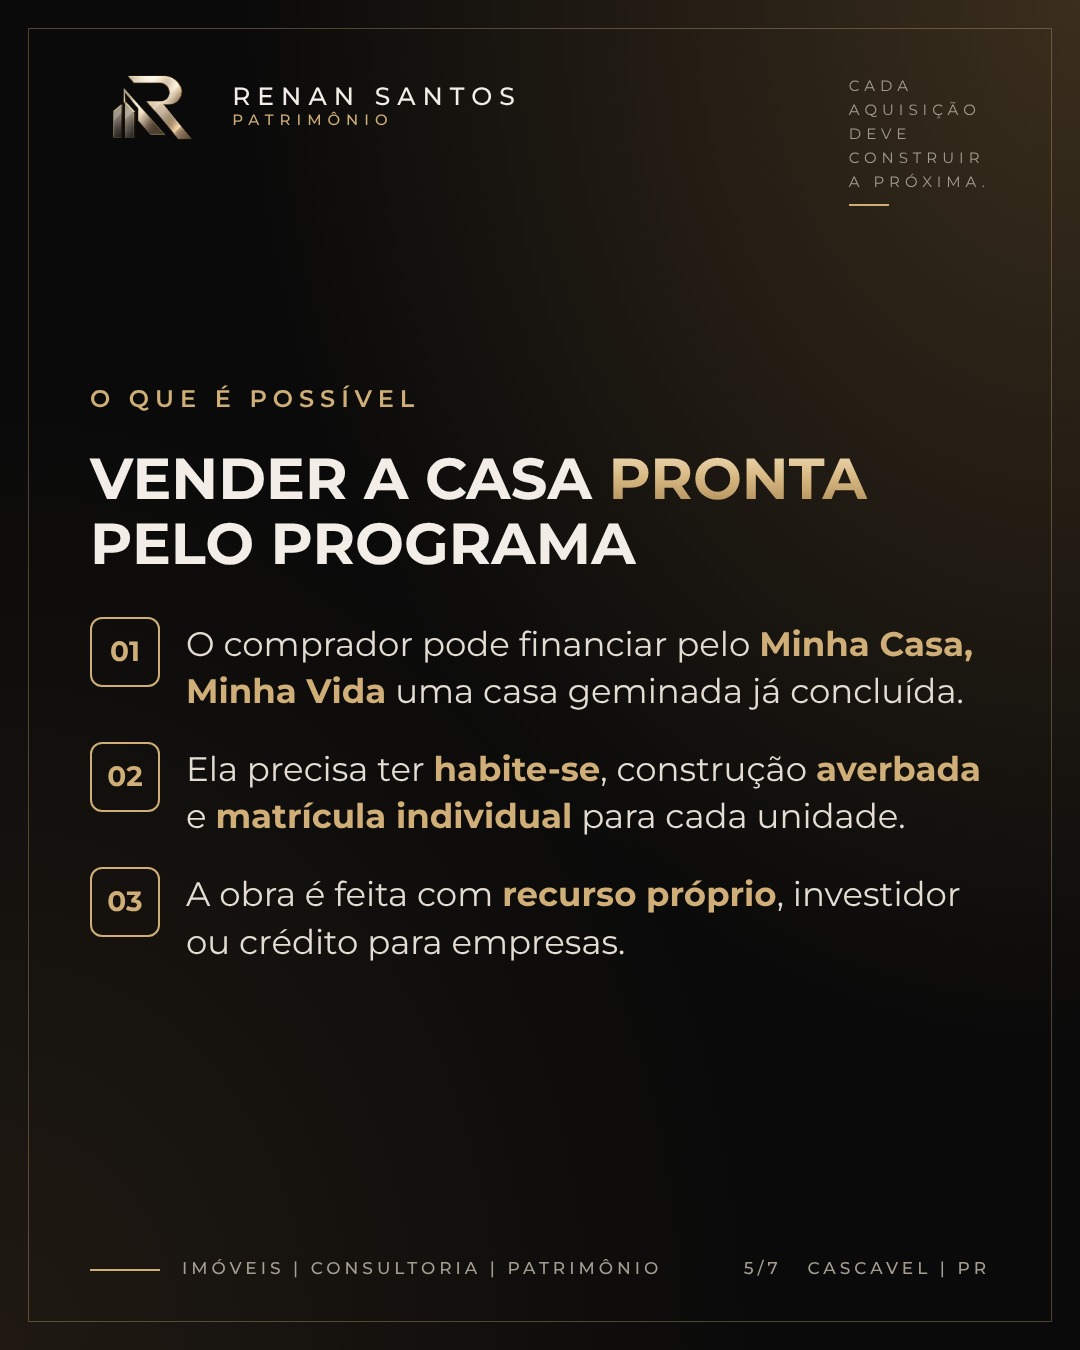 RENAN SANTOS
PATRIMÔNIO
CADA
AQUISIÇÃO
DEVE
CONSTRUIR
A PRÓXIMA.
O QUE É POSSÍVEL
VENDER A CASA PRONTA
PELO PROGRAMA
01
O comprador pode financiar pelo Minha Casa,
Minha Vida uma casa geminada já concluída.
02
Ela precisa ter habite-se, construção averbada
e matrícula individual para cada unidade.
03
A obra é feita com recurso próprio, investidor
ou crédito para empresas.
IMÓVEIS | CONSULTORIA | PATRIMÔNIO
5/7 CASCAVEL | PR